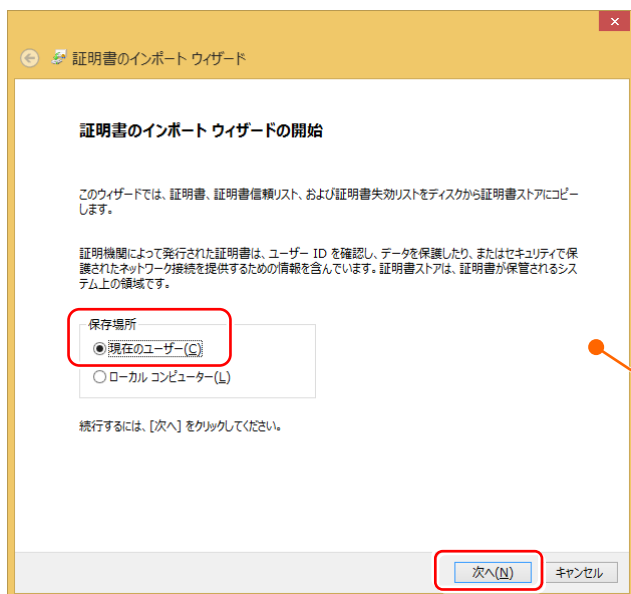 証明書のインポート ウィザード
証明書のインポート ウィザードの開始
このウィザードでは、証明書、証明書信頼リスト、および証明書失効リストをディスクから証明書ストアにコピー
します。
証明機関によって発行された証明書は、ユーザー ID を確認し、データを保護したり、またはセキュリティで保
護されたネットワーク接続を提供するための情報を含んでいます。証明書ストアは、証明書が保管されるシス
テム上の領域です。
保存場所
現在のユーザー(C)
ローカル コンピューター(L)
続行するには、[次へ] をクリックしてください。
次へ(N) キャンセル